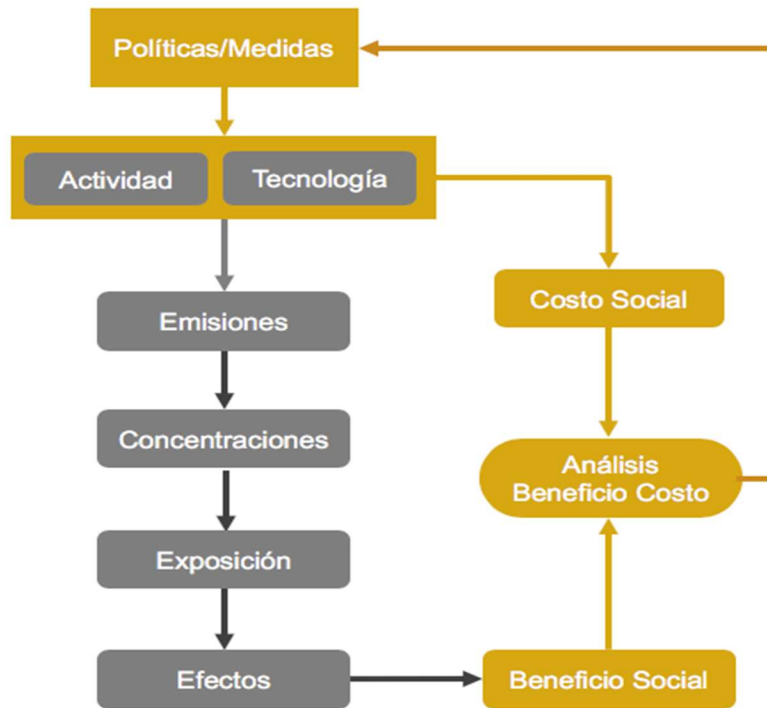 Políticas/Medidas
Actividad
Tecnología
Emisiones
Costo Social
Concentraciones
Análisis
Beneficio Costo
Exposición
Efectos
Beneficio Social